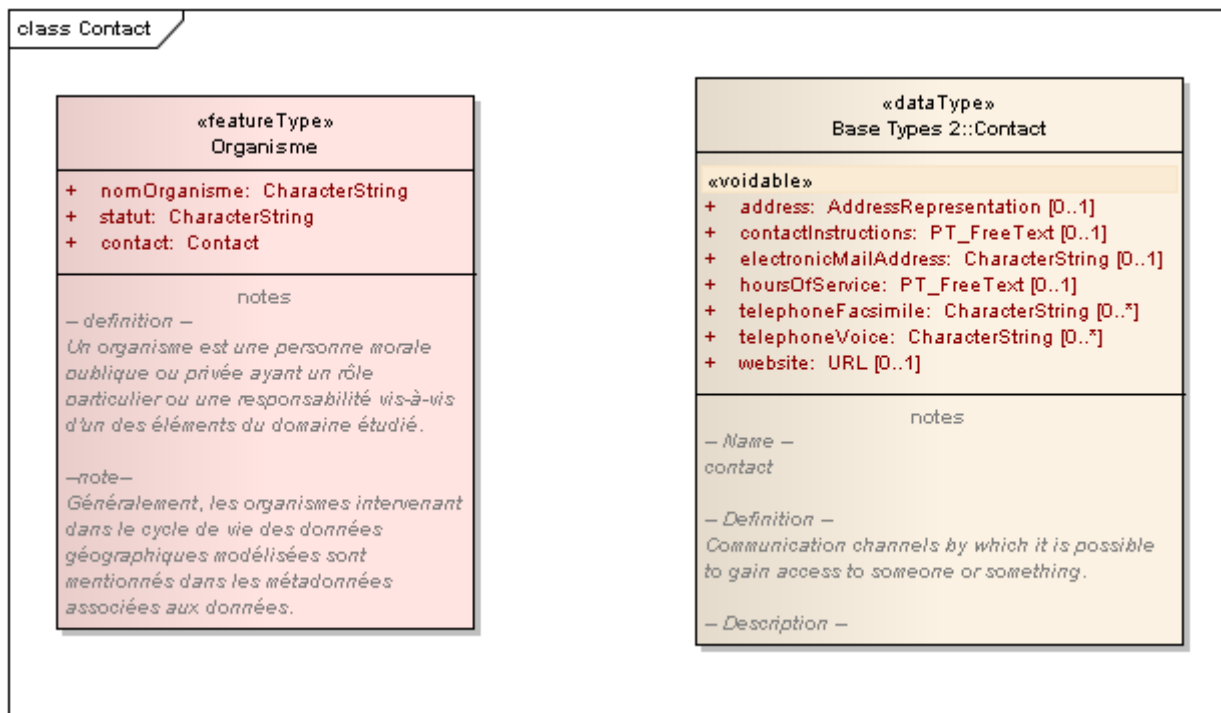 class Contact
«featureType»
Organisme
+ nomOrganisme: CharacterString
+ statut: CharacterString
+ contact: Contact
notes
– definition –
Un organisme est une personne morale
publique ou privée ayant un rôle
particulier ou une responsabilité vis-à-vis
d'un des éléments du domaine étudié.
–note–
Généralement, les organismes intervenant
dans le cycle de vie des données
géographiques modélisées sont
mentionnés dans les métadonnées
associées aux données.
«dataType»
Base Types 2::Contact
«voidable»
+ address: AddressRepresentation [0..1]
+ contactInstructions: PT_FreeText [0..1]
+ electronicMailAddress: CharacterString [0..1]
+ hoursOfService: PT_FreeText [0..1]
+ telephoneFacsimile: CharacterString [0..*]
+ telephoneVoice: CharacterString [0..*]
+ website: URL [0..1]
notes
– Name –
contact
– Definition –
Communication channels by which it is possible
to gain access to someone or something.
– Description –